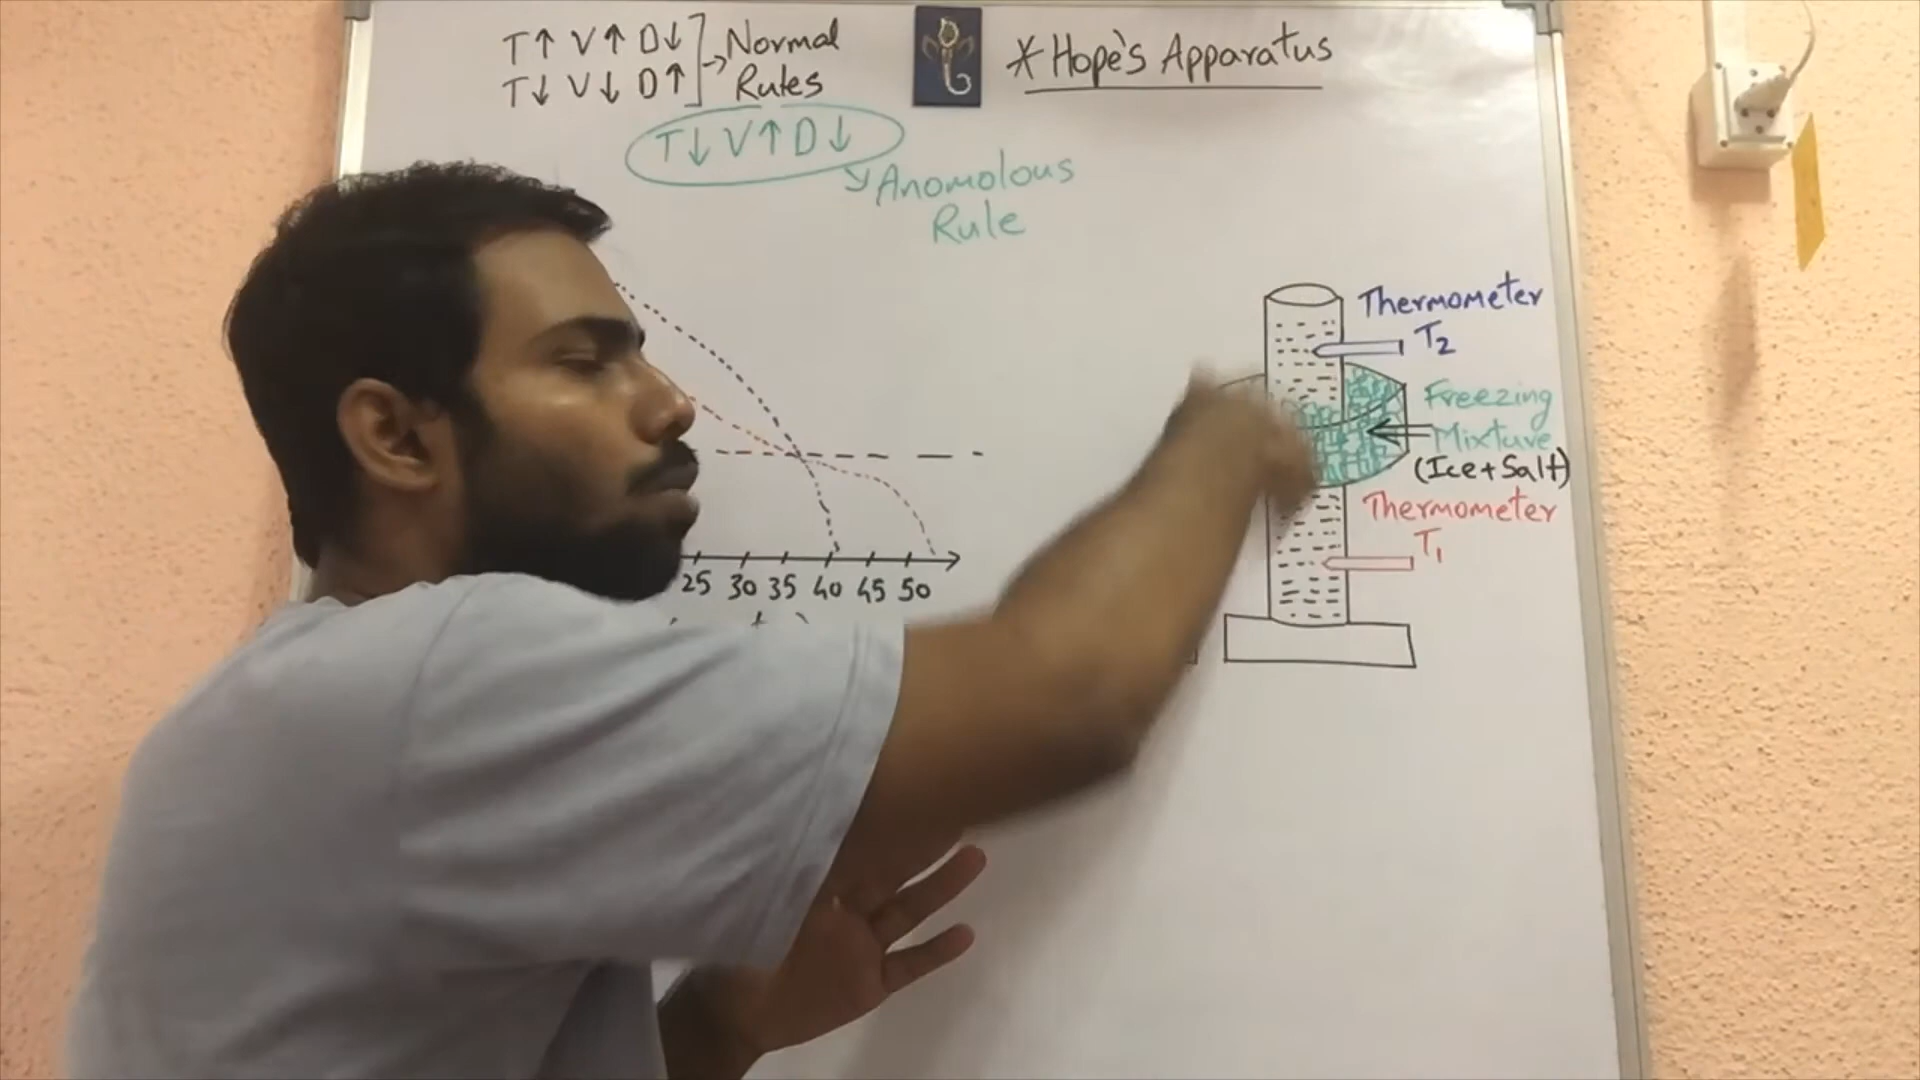 T↑ V↑ D↓
T↓ V↓ D↑
→ Normal
Rules
* Hope's Apparatus
T↓ V↑ D↓
Anomolous
Rule
Thermometer
T2
Freezing
Mixture
(Ice+Salt)
Thermometer
T1
25 30 35 40 45 50